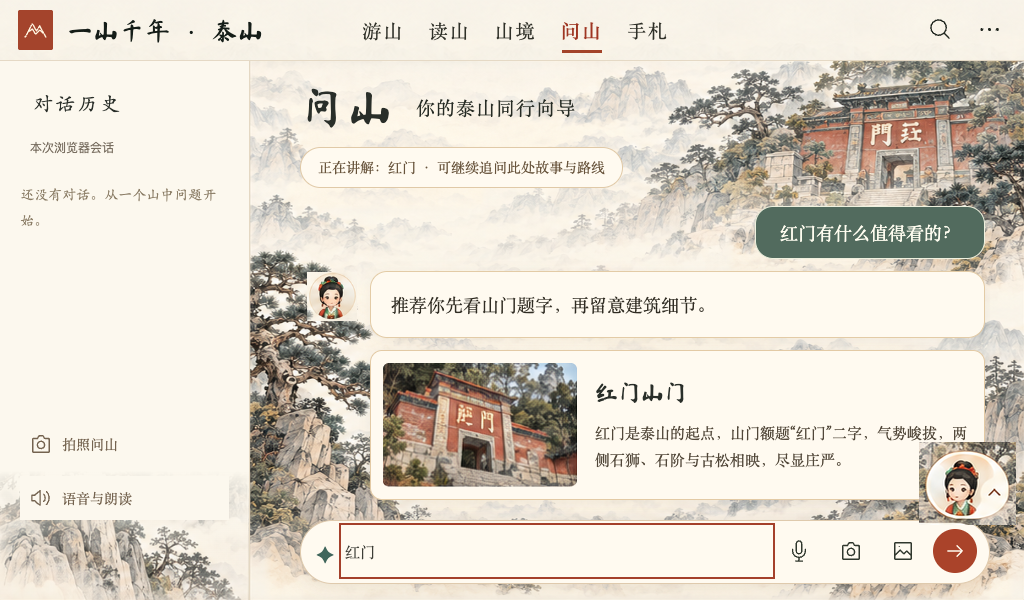 一山千年 · 泰山
游山 读山 山境 问山 手札
对话历史
本次浏览器会话
还没有对话。从一个山中问题开
始。
拍照问山
语音与朗读
问山 你的泰山同行向导
正在讲解：红门 · 可继续追问此处故事与路线
红门有什么值得看的？
推荐你先看山门题字，再留意建筑细节。
红门山门
红门是泰山的起点，山门额题“红门”二字，气势峻拔，两
侧石狮、石阶与古松相映，尽显庄严。
红门